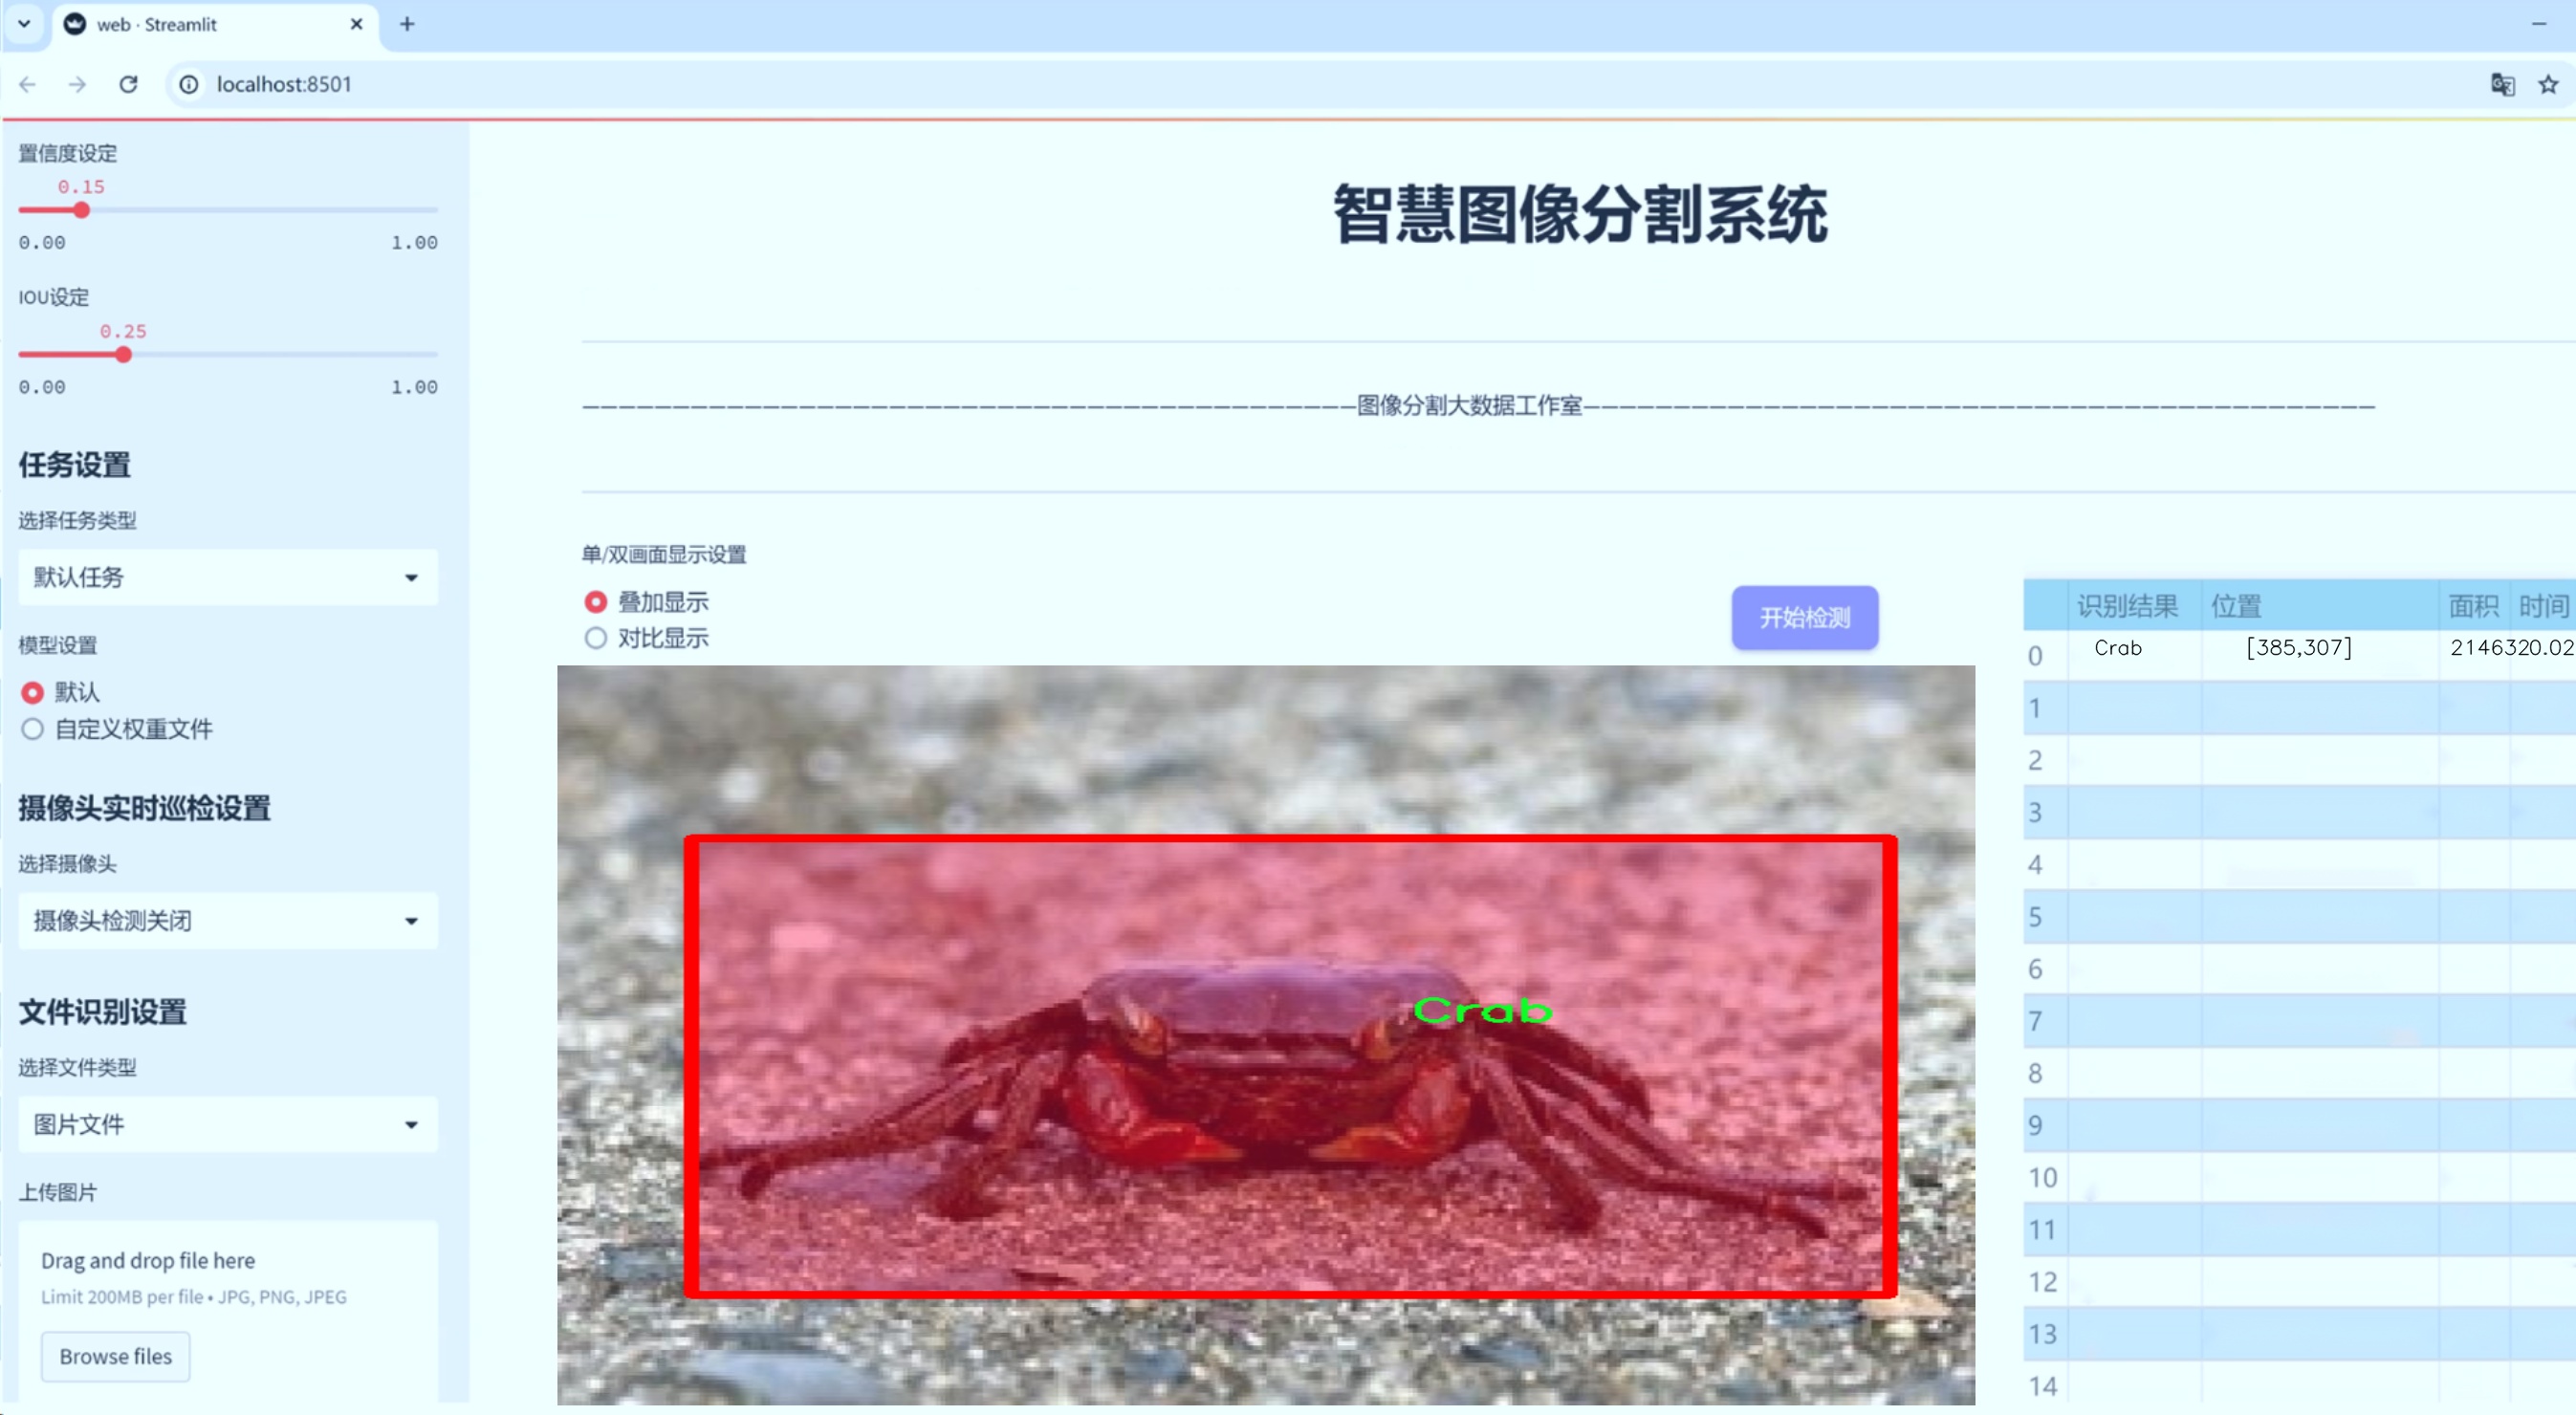 web · Streamlit
localhost:8501
置信度设定
0.15
0.00 1.00
IOU设定
0.25
0.00 1.00
任务设置
选择任务类型
默认任务
模型设置
默认
自定义权重文件
摄像头实时巡检设置
选择摄像头
摄像头检测关闭
文件识别设置
选择文件类型
图片文件
上传图片
Drag and drop file here
Limit 200MB per file • JPG, PNG, JPEG
Browse files
智慧图像分割系统
———————————————————————————————————————————图像分割大数据工作室————————————————————————————————————————————
单/双画面显示设置
叠加显示
对比显示
开始检测
Crab
识别结果 位置 面积 时间
0 Crab [385,307] 2146320.02
1
2
3
4
5
6
7
8
9
10
11
12
13
14